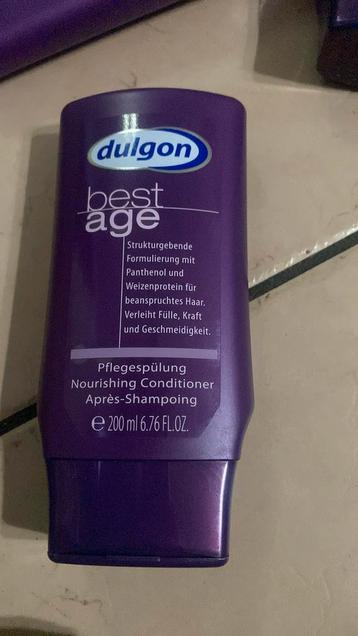 dulgon
best
age
Strukturgebende
Formulierung mit
Panthenol und
Weizenprotein für
beanspruchtes Haar.
Verleiht Fülle, Kraft
und Geschmeidigkeit.
Pflegespülung
Nourishing Conditioner
Après-Shampoing
℮ 200 ml 6.76 FL.OZ.